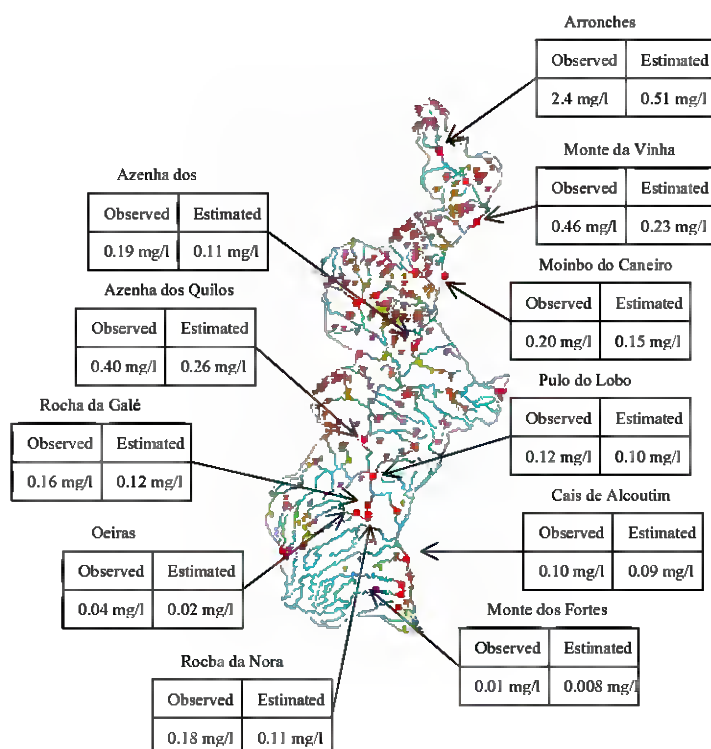 Arronches
Observed Estimated
2.4 mg/l 0.51 mg/l
Monte da Vinha
Observed Estimated
0.46 mg/l 0.23 mg/l
Azenha dos
Observed Estimated
0.19 mg/l 0.11 mg/l
Moinbo do Caneiro
Observed Estimated
0.20 mg/l 0.15 mg/l
Azenha dos Quilos
Observed Estimated
0.40 mg/l 0.26 mg/l
Pulo do Lobo
Observed Estimated
0.12 mg/l 0.10 mg/l
Rocha da Galé
Observed Estimated
0.16 mg/l 0.12 mg/l
Cais de Alcoutim
Observed Estimated
0.10 mg/l 0.09 mg/l
Oeiras
Observed Estimated
0.04 mg/l 0.02 mg/l
Monte dos Fortes
Observed Estimated
0.01 mg/l 0.008 mg/l
Rocba da Nora
Observed Estimated
0.18 mg/l 0.11 mg/l